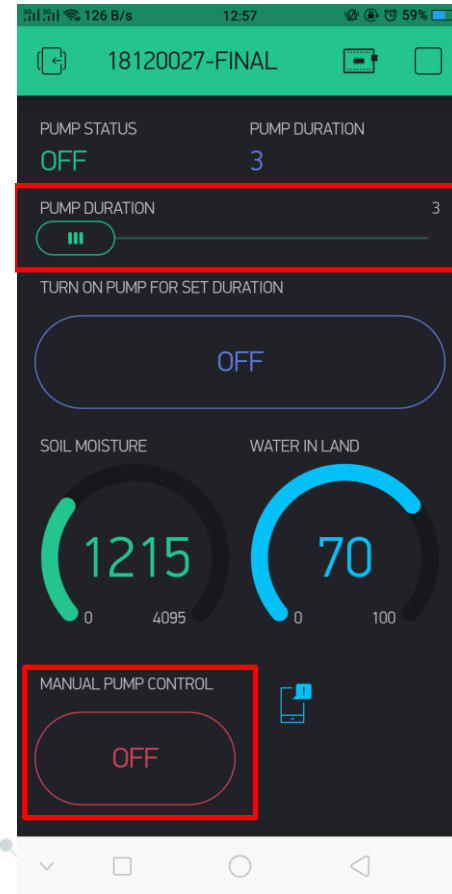 126 B/s 12:57 59%
18120027-FINAL
PUMP STATUS PUMP DURATION
OFF 3
PUMP DURATION 3
TURN ON PUMP FOR SET DURATION
OFF
SOIL MOISTURE WATER IN LAND
1215 70
0 4095 0 100
MANUAL PUMP CONTROL
OFF